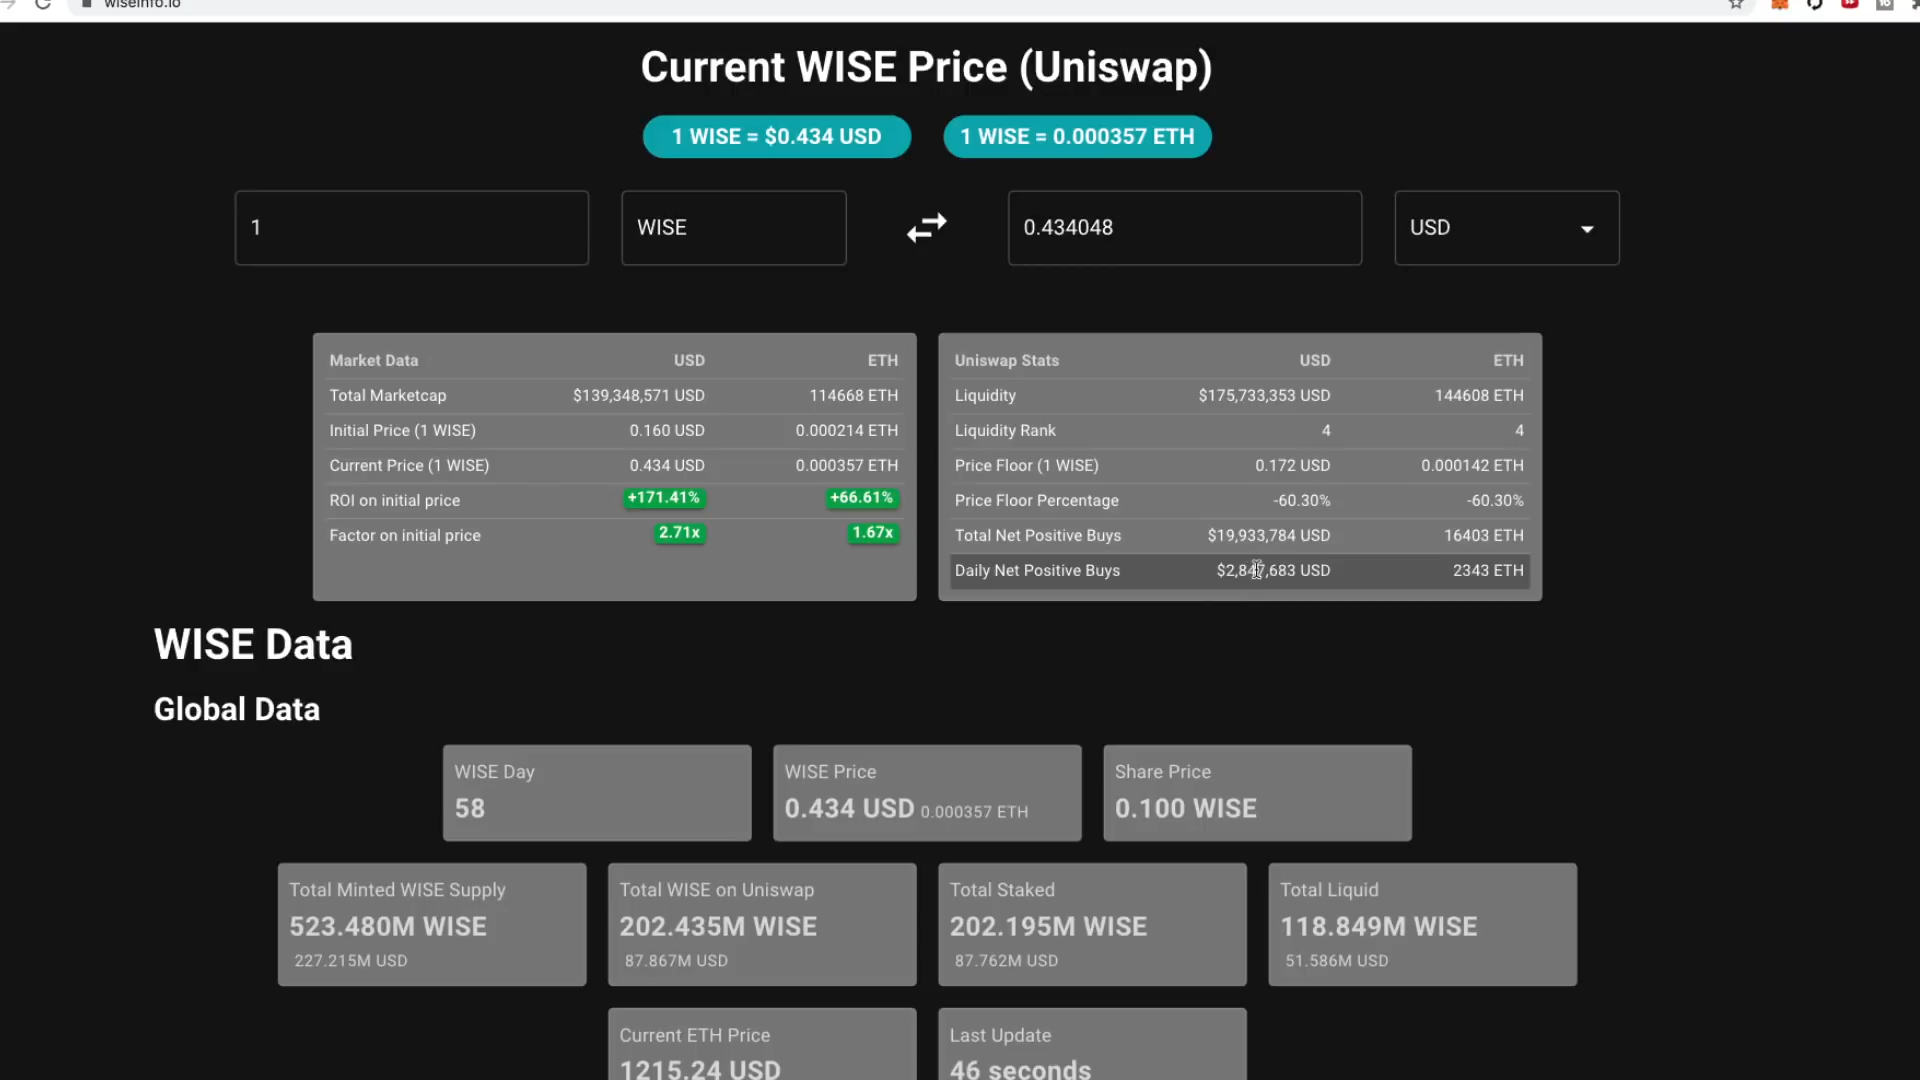 wiseinfo.io
Current WISE Price (Uniswap)
1 WISE = $0.434 USD 1 WISE = 0.000357 ETH
1 WISE 0.434048 USD
Market Data USD ETH
Total Marketcap $139,348,571 USD 114668 ETH
Initial Price (1 WISE) 0.160 USD 0.000214 ETH
Current Price (1 WISE) 0.434 USD 0.000357 ETH
ROI on initial price +171.41% +66.61%
Factor on initial price 2.71x 1.67x
Uniswap Stats USD ETH
Liquidity $175,733,353 USD 144608 ETH
Liquidity Rank 4 4
Price Floor (1 WISE) 0.172 USD 0.000142 ETH
Price Floor Percentage -60.30% -60.30%
Total Net Positive Buys $19,933,784 USD 16403 ETH
Daily Net Positive Buys $2,847,683 USD 2343 ETH
WISE Data
Global Data
WISE Day
58
WISE Price
0.434 USD 0.000357 ETH
Share Price
0.100 WISE
Total Minted WISE Supply
523.480M WISE
227.215M USD
Total WISE on Uniswap
202.435M WISE
87.867M USD
Total Staked
202.195M WISE
87.762M USD
Total Liquid
118.849M WISE
51.586M USD
Current ETH Price
1215.24 USD
Last Update
46 seconds